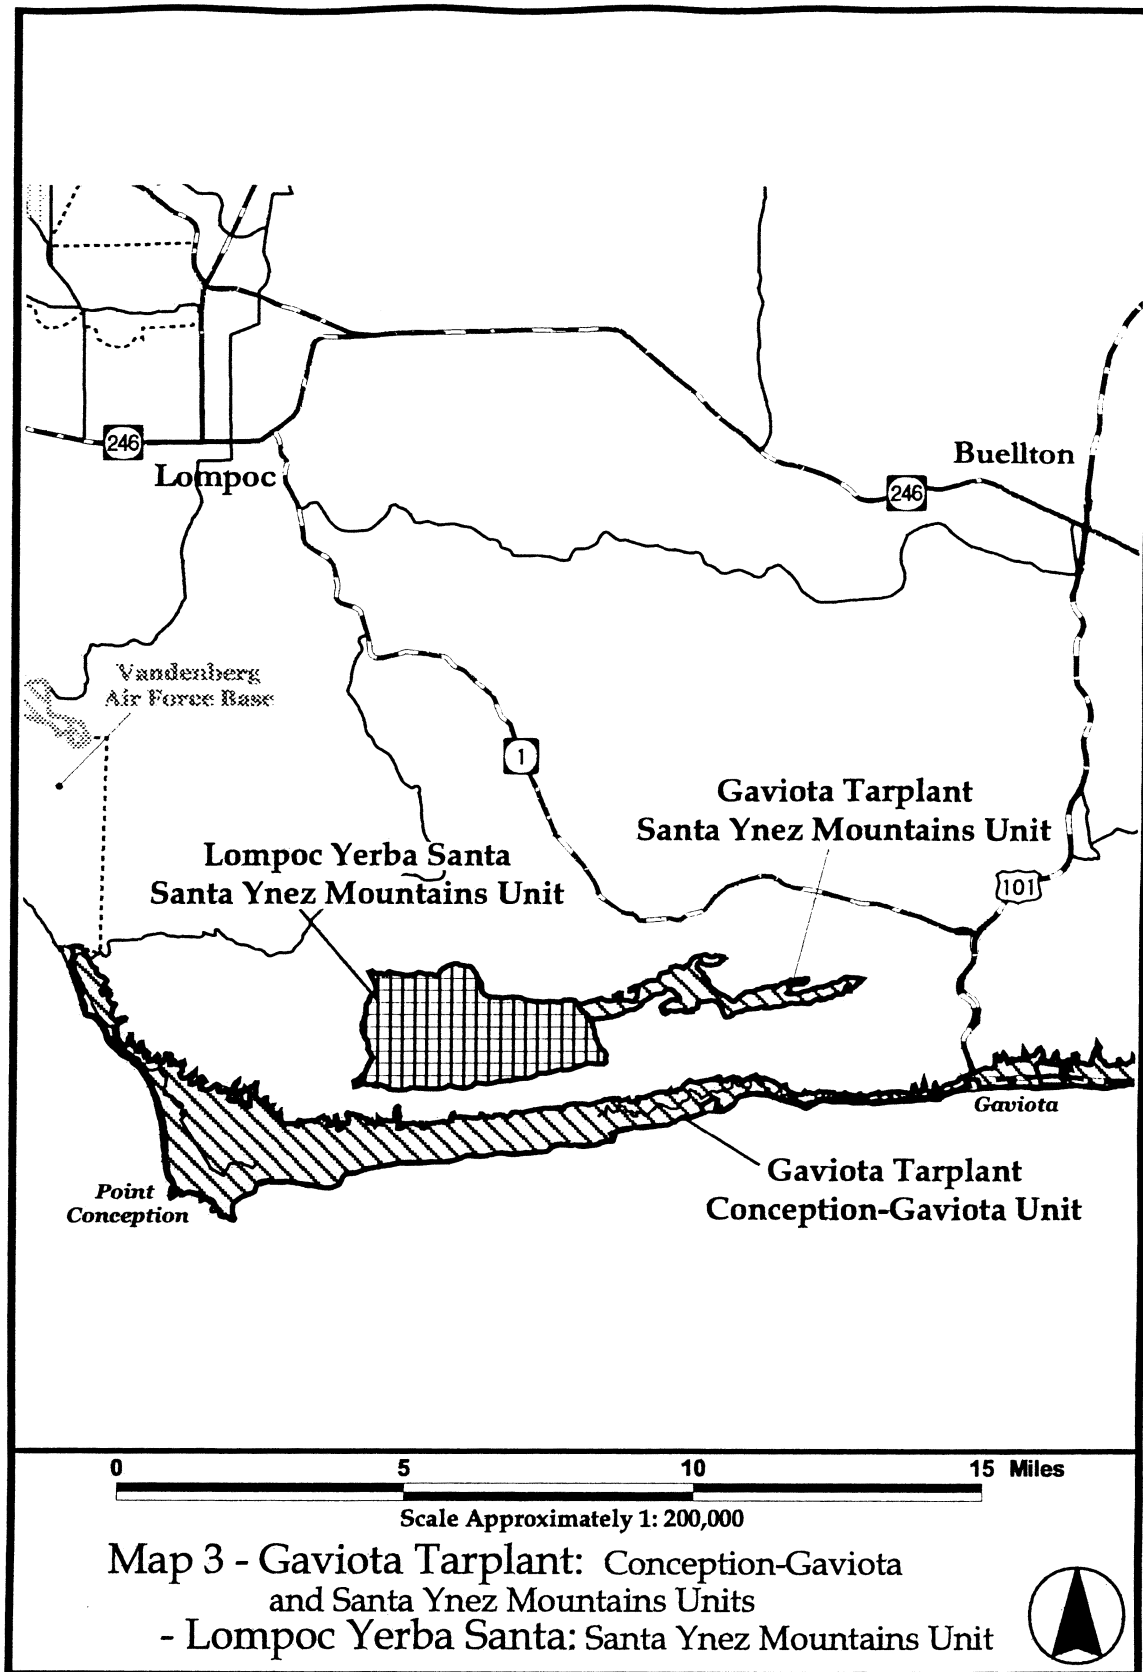 246
Lompoc
Buellton
246
Vandenberg
Air Force Base
1
Gaviota Tarplant
Santa Ynez Mountains Unit
Lompoc Yerba Santa
Santa Ynez Mountains Unit
101
Gaviota
Point
Conception
Gaviota Tarplant
Conception-Gaviota Unit
0 5 10 15 Miles
Scale Approximately 1: 200,000
Map 3 - Gaviota Tarplant: Conception-Gaviota
and Santa Ynez Mountains Units
- Lompoc Yerba Santa: Santa Ynez Mountains Unit